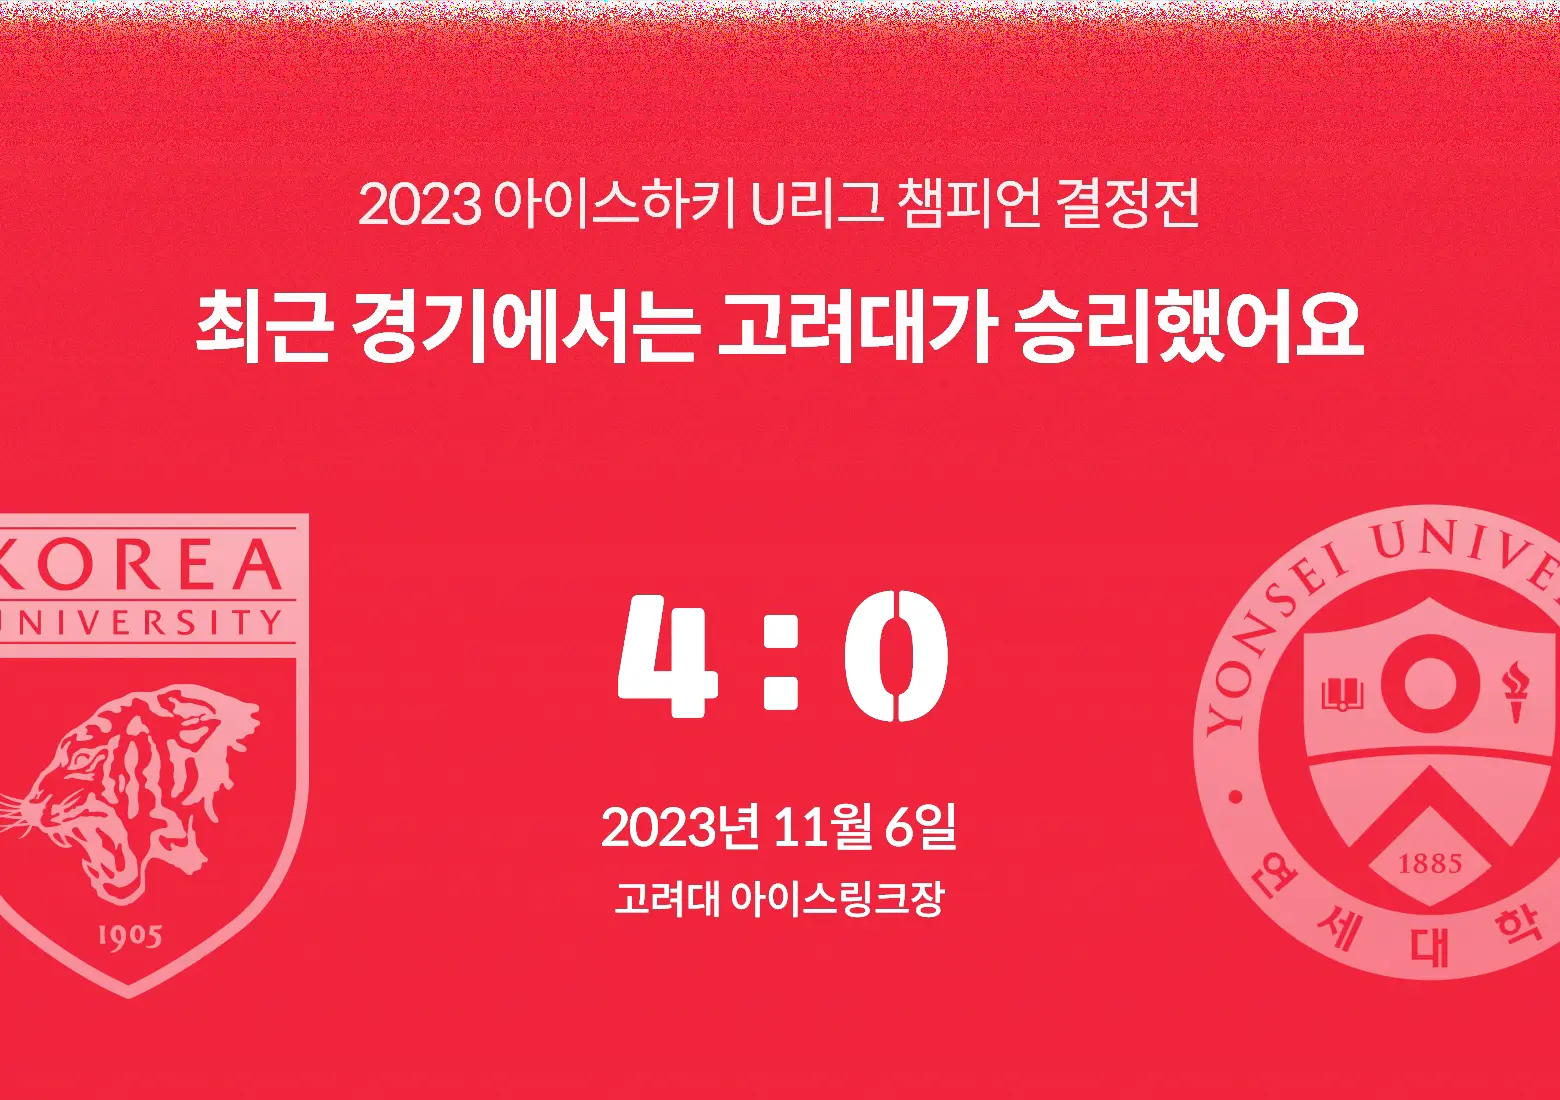 2023 아이스하키 U리그 챔피언 결정전
최근 경기에서는 고려대가 승리했어요
KOREA
UNIVERSITY
1905
4 : 0
2023년 11월 6일
고려대 아이스링크장
YONSEI UNIVE
1885
연세대학